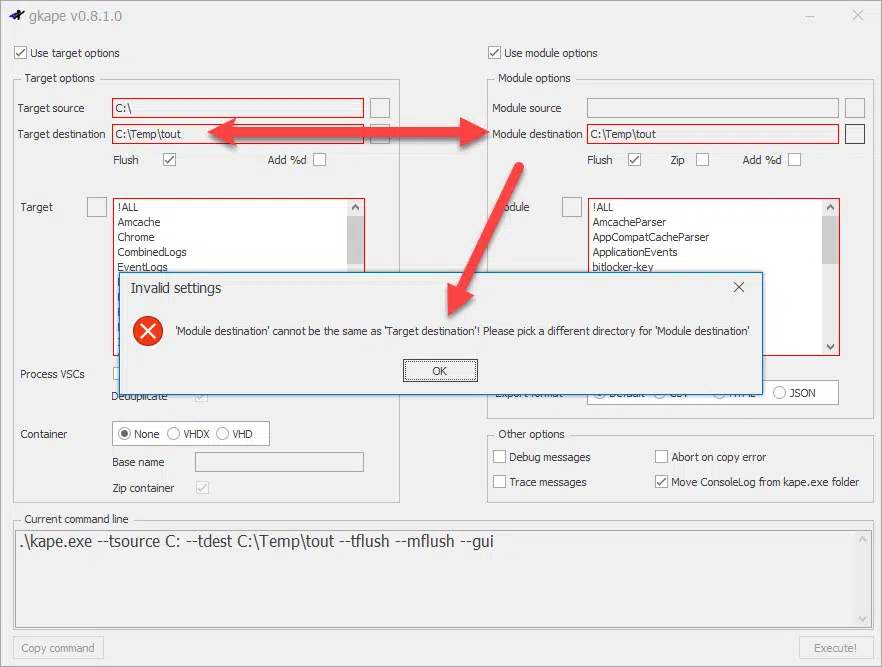 gkape v0.8.1.0
Use target options
Use module options
Target options
Module options
Target source
C:\
Module source
Target destination
C:\Temp\tout
Module destination
C:\Temp\tout
Flush
Add %d
Flush
Zip
Add %d
Target
!ALL
Amcache
Chrome
CombinedLogs
EventLogs
!ALL
AmcacheParser
AppCompatCacheParser
ApplicationEvents
bitlocker-key
Invalid settings
'Module destination' cannot be the same as 'Target destination'! Please pick a different directory for 'Module destination'
OK
Process VSCs
Deduplicate
Export format
Default
JSON
Container
None
VHDX
VHD
Base name
Zip container
Other options
Debug messages
Abort on copy error
Trace messages
Move ConsoleLog from kape.exe folder
Current command line
.\kape.exe --tsource C: --tdest C:\Temp\tout --tflush --mflush --gui
Copy command
Execute!